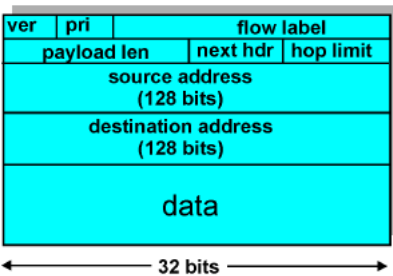 ver pri flow label
payload len next hdr hop limit
source address
(128 bits)
destination address
(128 bits)
data
32 bits